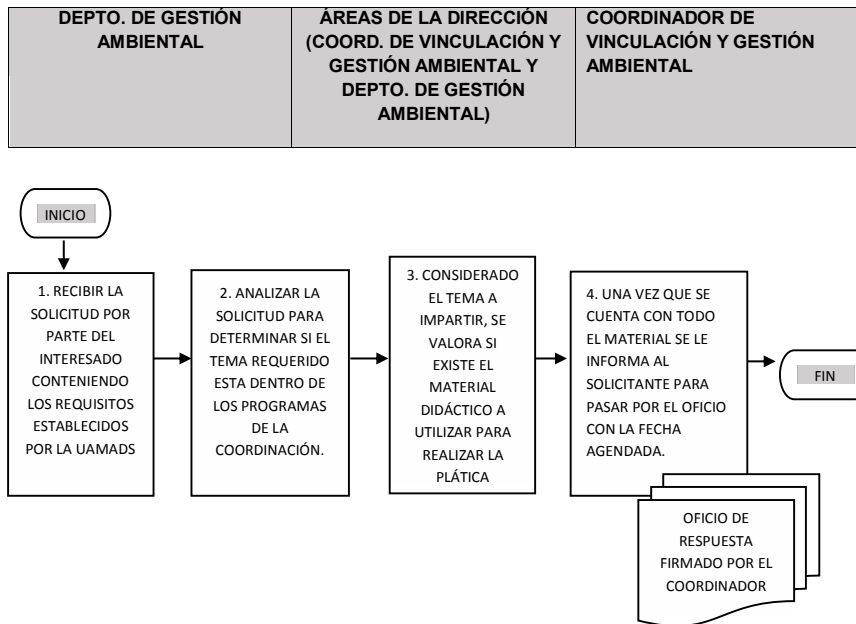 DEPTO. DE GESTIÓN
AMBIENTAL
ÁREAS DE LA DIRECCIÓN
(COORD. DE VINCULACIÓN Y
GESTIÓN AMBIENTAL Y
DEPTO. DE GESTIÓN
AMBIENTAL)
COORDINADOR DE
VINCULACIÓN Y GESTIÓN
AMBIENTAL
INICIO
1. RECIBIR LA
SOLICITUD POR
PARTE DEL
INTERESADO
CONTENIENDO
LOS REQUISITOS
ESTABLECIDOS
POR LA UAMADS
2. ANALIZAR LA
SOLICITUD PARA
DETERMINAR SI EL
TEMA REQUERIDO
ESTA DENTRO DE
LOS PROGRAMAS
DE LA
COORDINACIÓN.
3. CONSIDERADO
EL TEMA A
IMPARTIR, SE
VALORA SI
EXISTE EL
MATERIAL
DIDÁCTICO A
UTILIZAR PARA
REALIZAR LA
PLÁTICA
4. UNA VEZ QUE SE
CUENTA CON TODO
EL MATERIAL SE LE
INFORMA AL
SOLICITANTE PARA
PASAR POR EL OFICIO
CON LA FECHA
AGENDADA.
FIN
OFICIO DE
RESPUESTA
FIRMADO POR EL
COORDINADOR